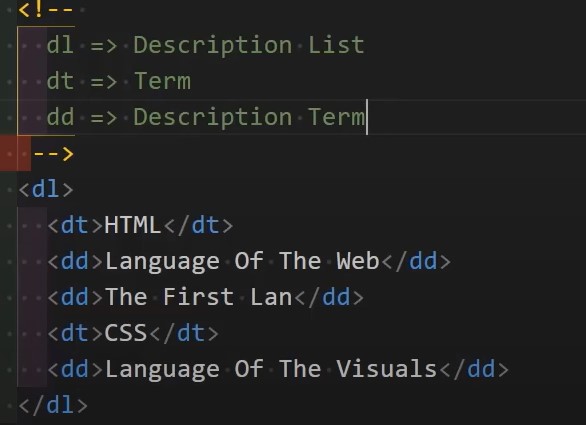 <!--
dl => Description List
dt => Term
dd => Description Term
-->
<dl>
<dt>HTML</dt>
<dd>Language Of The Web</dd>
<dd>The First Lan</dd>
<dt>CSS</dt>
<dd>Language Of The Visuals</dd>
</dl>